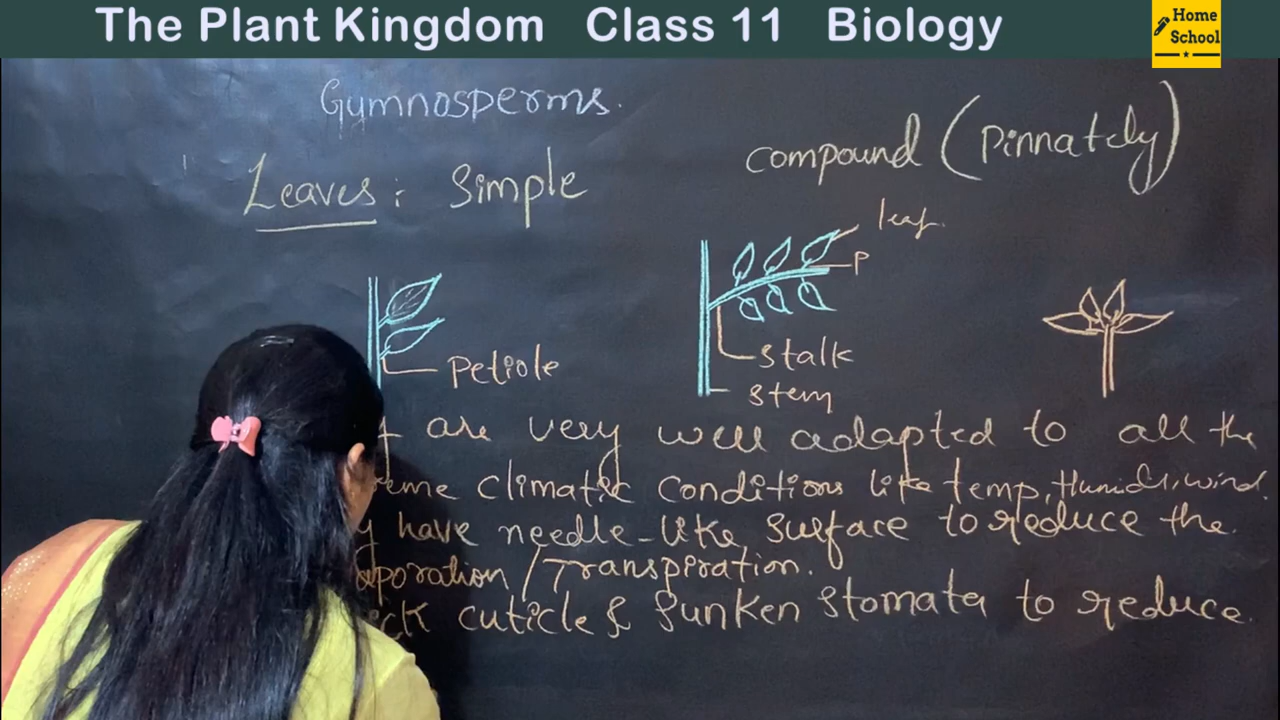 The Plant Kingdom Class 11 Biology
Home
School
Gymnosperms.
Leaves: Simple
compound (Pinnately)
leaf.
P
Petiole
Stalk
Stem
are very well adapted to all the
climatic conditions like temp, Humidi, wind.
have needle-like surface to reduce the
/Transpiration.
cuticle & Sunken Stomata to reduce